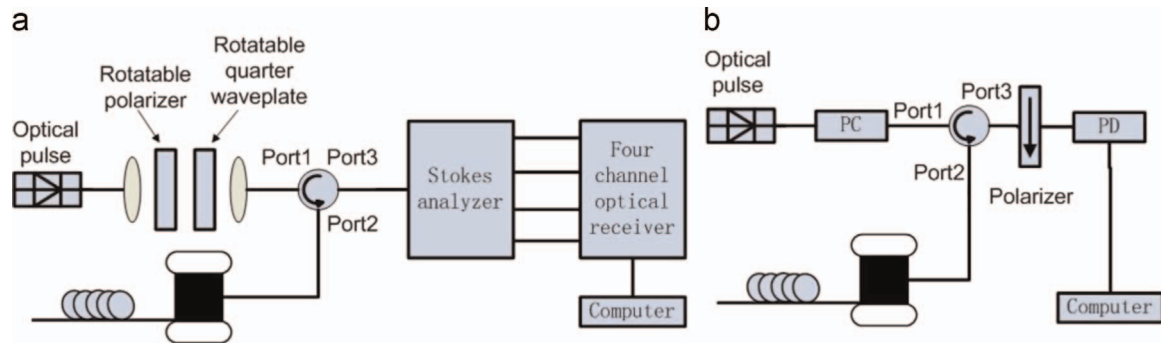 a
Rotatable
polarizer
Rotatable
quarter
waveplate
Optical
pulse
Port1
Port3
Port2
Stokes
analyzer
Four
channel
optical
receiver
Computer
b
Optical
pulse
PC
Port1
Port3
Port2
Polarizer
PD
Computer